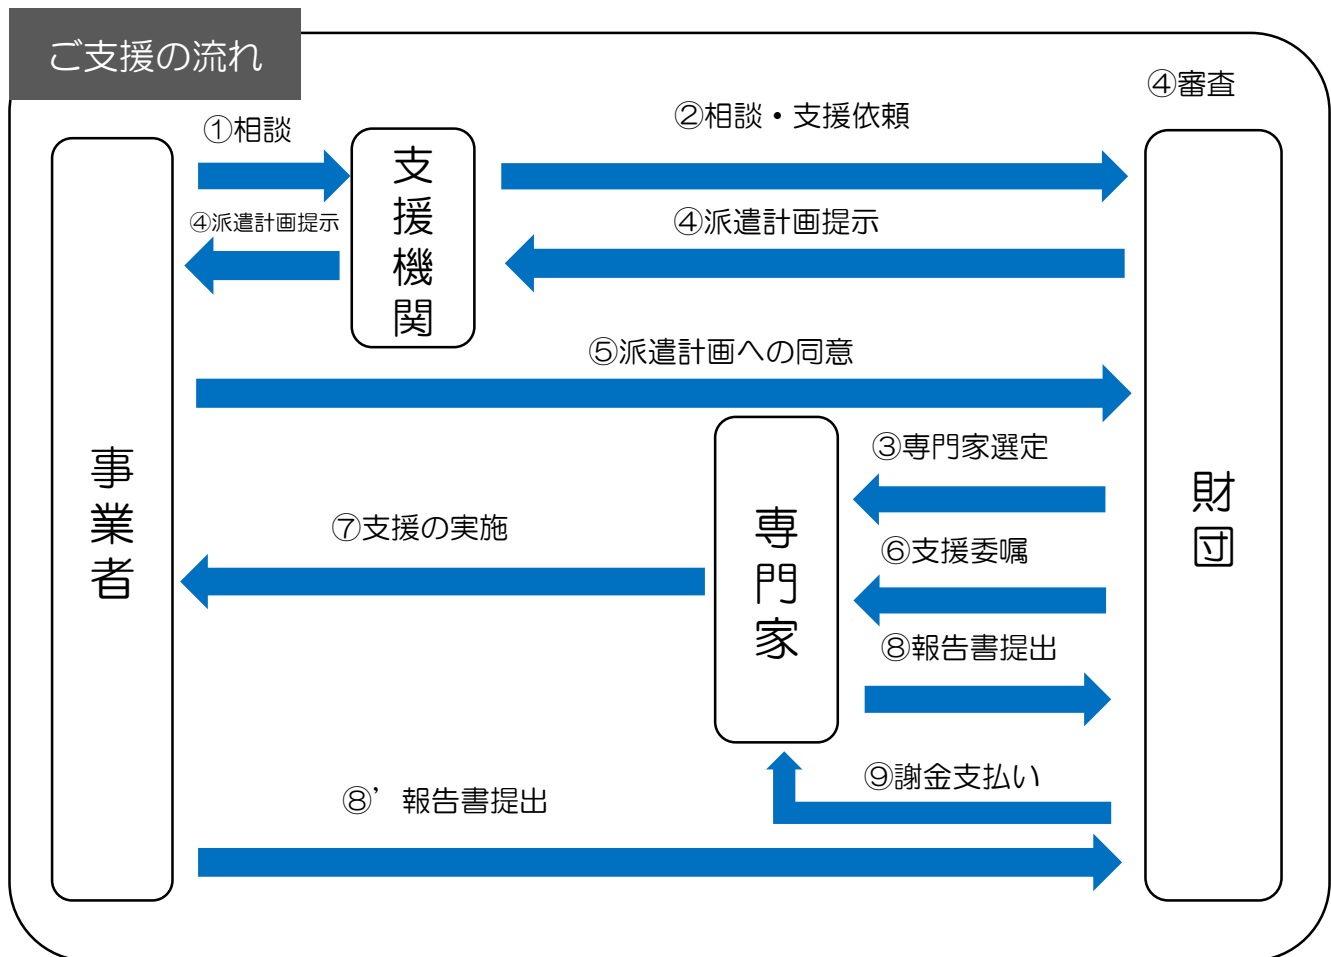 ご支援の流れ
④審査
①相談
②相談・支援依頼
支援機関
④派遣計画提示
④派遣計画提示
⑤派遣計画への同意
事業者
③専門家選定
財団
⑦支援の実施
専門家
⑥支援委嘱
⑧報告書提出
⑨謝金支払い
⑧’報告書提出